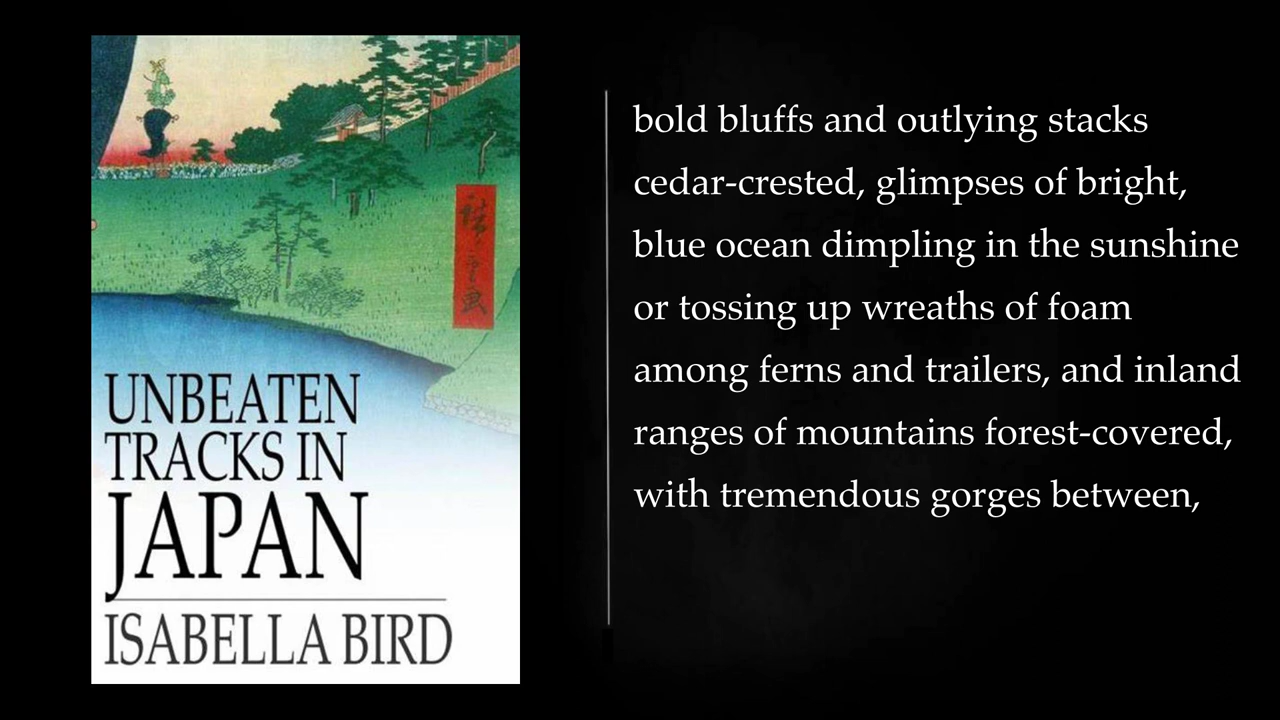 UNBEATEN
TRACKS IN
JAPAN
ISABELLA BIRD
bold bluffs and outlying stacks
cedar-crested, glimpses of bright,
blue ocean dimpling in the sunshine
or tossing up wreaths of foam
among ferns and trailers, and inland
ranges of mountains forest-covered,
with tremendous gorges between,